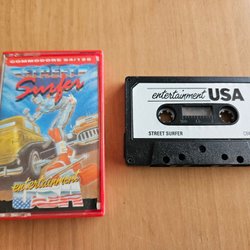 COMMODORE 64/128
STREET
Surfer
entertainment
USA
entertainment USA
STREET SURFER